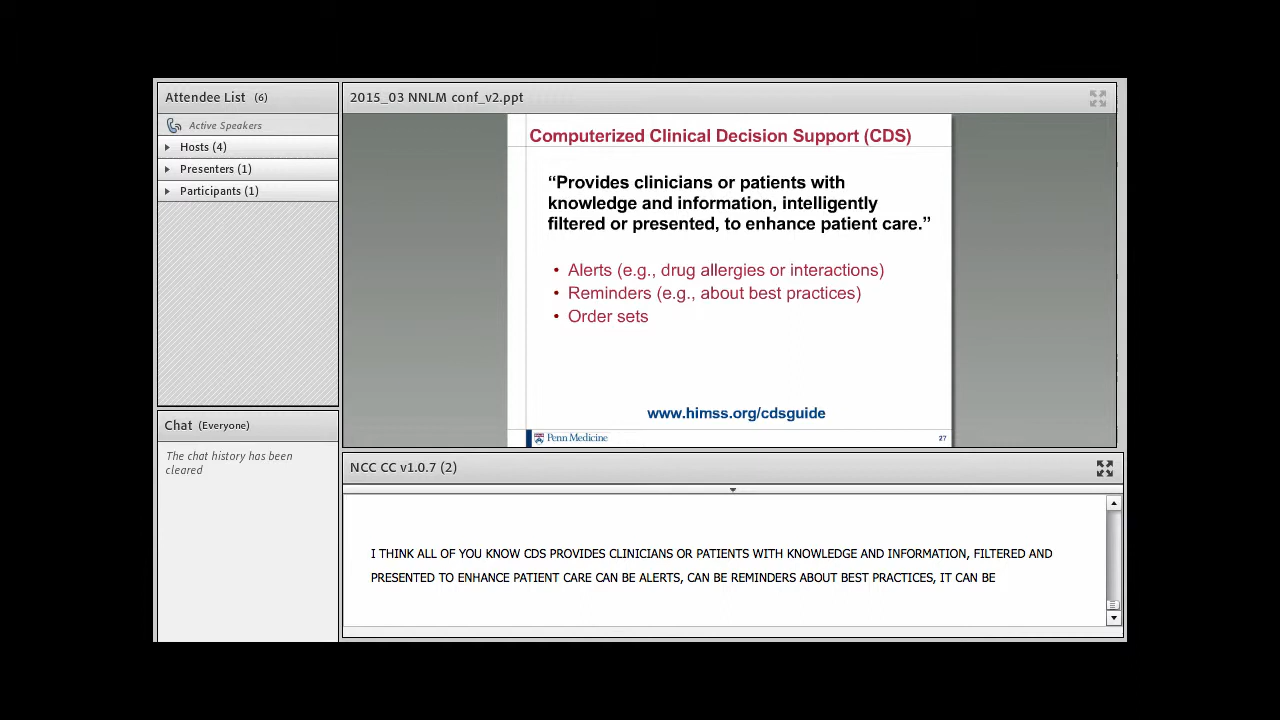 Attendee List (6)
Active Speakers
Hosts (4)
Presenters (1)
Participants (1)
Chat (Everyone)
The chat history has been
cleared
2015_03 NNLM conf_v2.ppt
Computerized Clinical Decision Support (CDS)
“Provides clinicians or patients with
knowledge and information, intelligently
filtered or presented, to enhance patient care.”
• Alerts (e.g., drug allergies or interactions)
• Reminders (e.g., about best practices)
• Order sets
www.himss.org/cdsguide
Penn Medicine
27
NCC CC v1.0.7 (2)
I THINK ALL OF YOU KNOW CDS PROVIDES CLINICIANS OR PATIENTS WITH KNOWLEDGE AND INFORMATION, FILTERED AND
PRESENTED TO ENHANCE PATIENT CARE CAN BE ALERTS, CAN BE REMINDERS ABOUT BEST PRACTICES, IT CAN BE